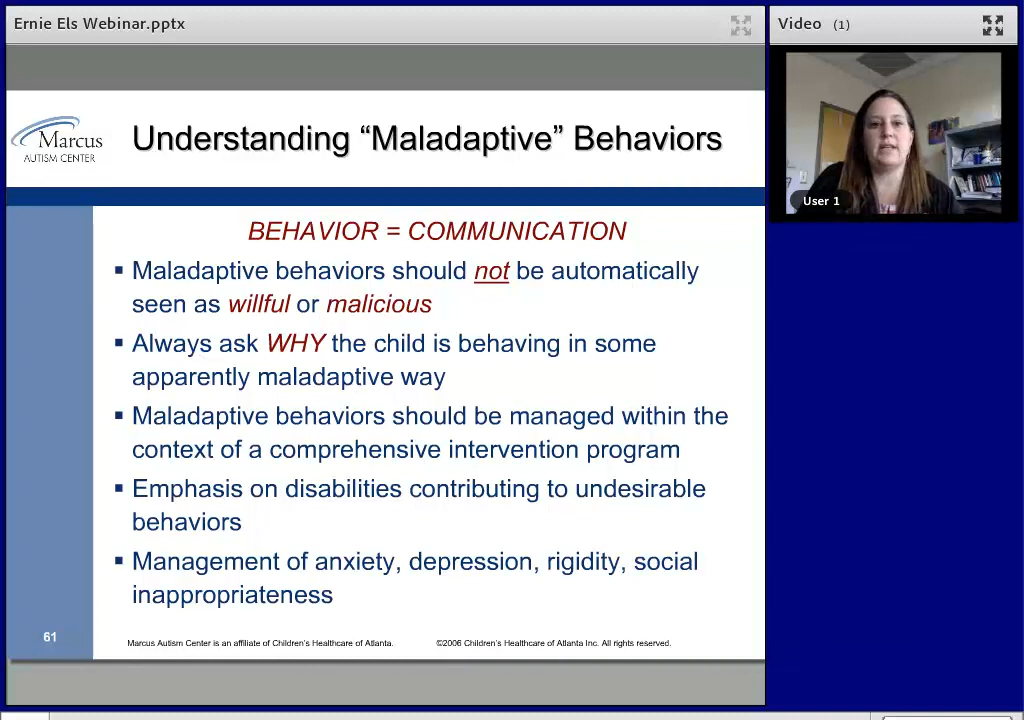 Ernie Els Webinar.pptx
Video (1)
Marcus
AUTISM CENTER
Understanding “Maladaptive” Behaviors
User 1
BEHAVIOR = COMMUNICATION
▪ Maladaptive behaviors should not be automatically
seen as willful or malicious
▪ Always ask WHY the child is behaving in some
apparently maladaptive way
▪ Maladaptive behaviors should be managed within the
context of a comprehensive intervention program
▪ Emphasis on disabilities contributing to undesirable
behaviors
▪ Management of anxiety, depression, rigidity, social
inappropriateness
61
Marcus Autism Center is an affiliate of Children’s Healthcare of Atlanta. ©2006 Children’s Healthcare of Atlanta Inc. All rights reserved.